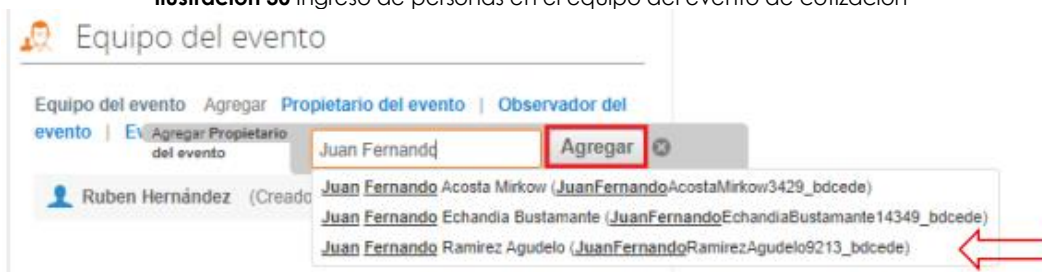 Ilustración 30 Ingreso de personas en el equipo del evento de cotización
Equipo del evento
Equipo del evento Agregar Propietario del evento | Observador del
evento | Ev
Agregar Propietario
del evento
Juan Fernando
Agregar
Ruben Hernández (Creado
Juan Fernando Acosta Mirkow (JuanFernandoAcostaMirkow3429_bdcede)
Juan Fernando Echandia Bustamante (JuanFernandoEchandiaBustamante14349_bdcede)
Juan Fernando Ramirez Agudelo (JuanFernandoRamirezAgudelo9213_bdcede)